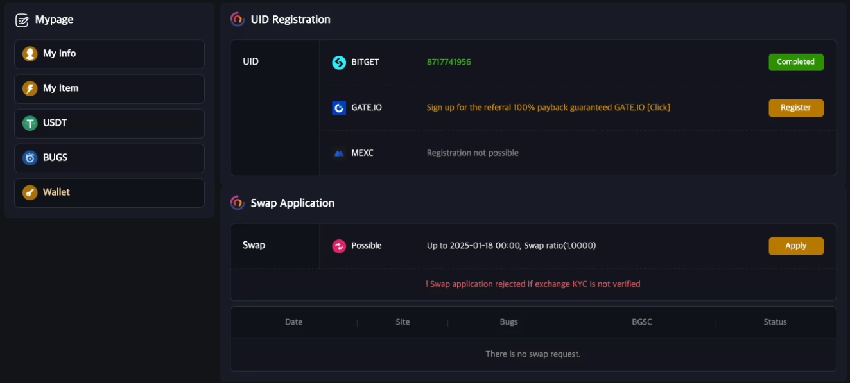 Mypage
My Info
My Item
USDT
BUGS
Wallet
UID Registration
UID
BITGET 8717741956 Completed
GATE.IO Sign up for the referral 100% payback guaranteed GATE.IO [Click] Register
MEXC Registration not possible
Swap Application
Swap Possible Up to 2025-01-18 00:00, Swap ratio(1.0000) Apply
! Swap application rejected if exchange KYC is not verified
Date Site Bugs BGSC Status
There is no swap request.